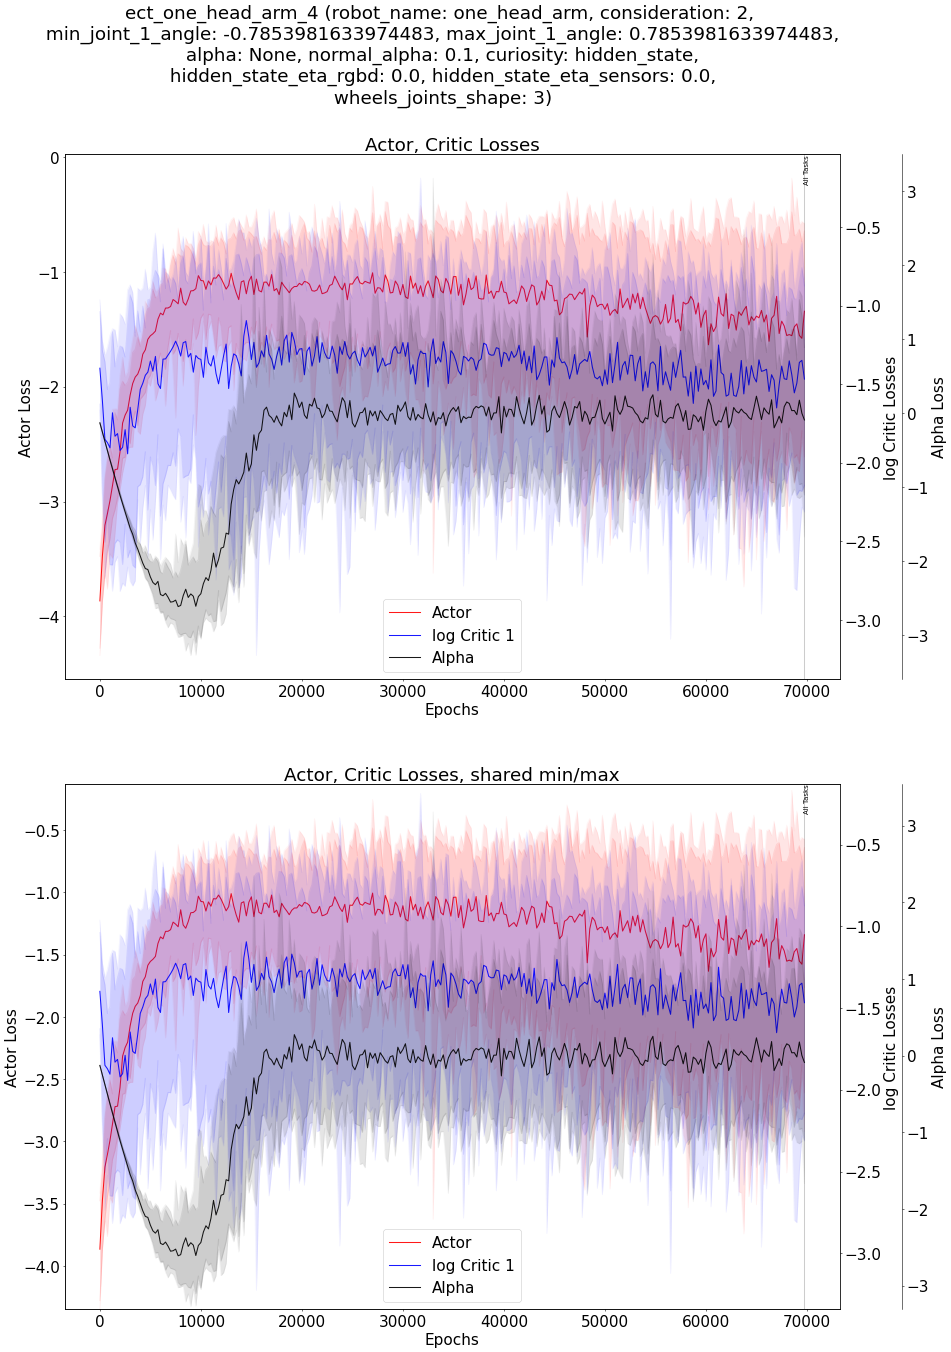 ect_one_head_arm_4 (robot_name: one_head_arm, consideration: 2,
min_joint_1_angle: -0.7853981633974483, max_joint_1_angle: 0.7853981633974483,
alpha: None, normal_alpha: 0.1, curiosity: hidden_state,
hidden_state_eta_rgbd: 0.0, hidden_state_eta_sensors: 0.0,
wheels_joints_shape: 3)
Actor, Critic Losses
0
−1
−2
−3
−4
Actor Loss
All Tasks
−0.5
−1.0
−1.5
−2.0
−2.5
−3.0
log Critic Losses
3
2
1
0
−1
−2
−3
Alpha Loss
Actor
log Critic 1
Alpha
0 10000 20000 30000 40000 50000 60000 70000
Epochs
Actor, Critic Losses, shared min/max
−0.5
−1.0
−1.5
−2.0
−2.5
−3.0
−3.5
−4.0
Actor Loss
All Tasks
−0.5
−1.0
−1.5
−2.0
−2.5
−3.0
log Critic Losses
3
2
1
0
−1
−2
−3
Alpha Loss
Actor
log Critic 1
Alpha
0 10000 20000 30000 40000 50000 60000 70000
Epochs